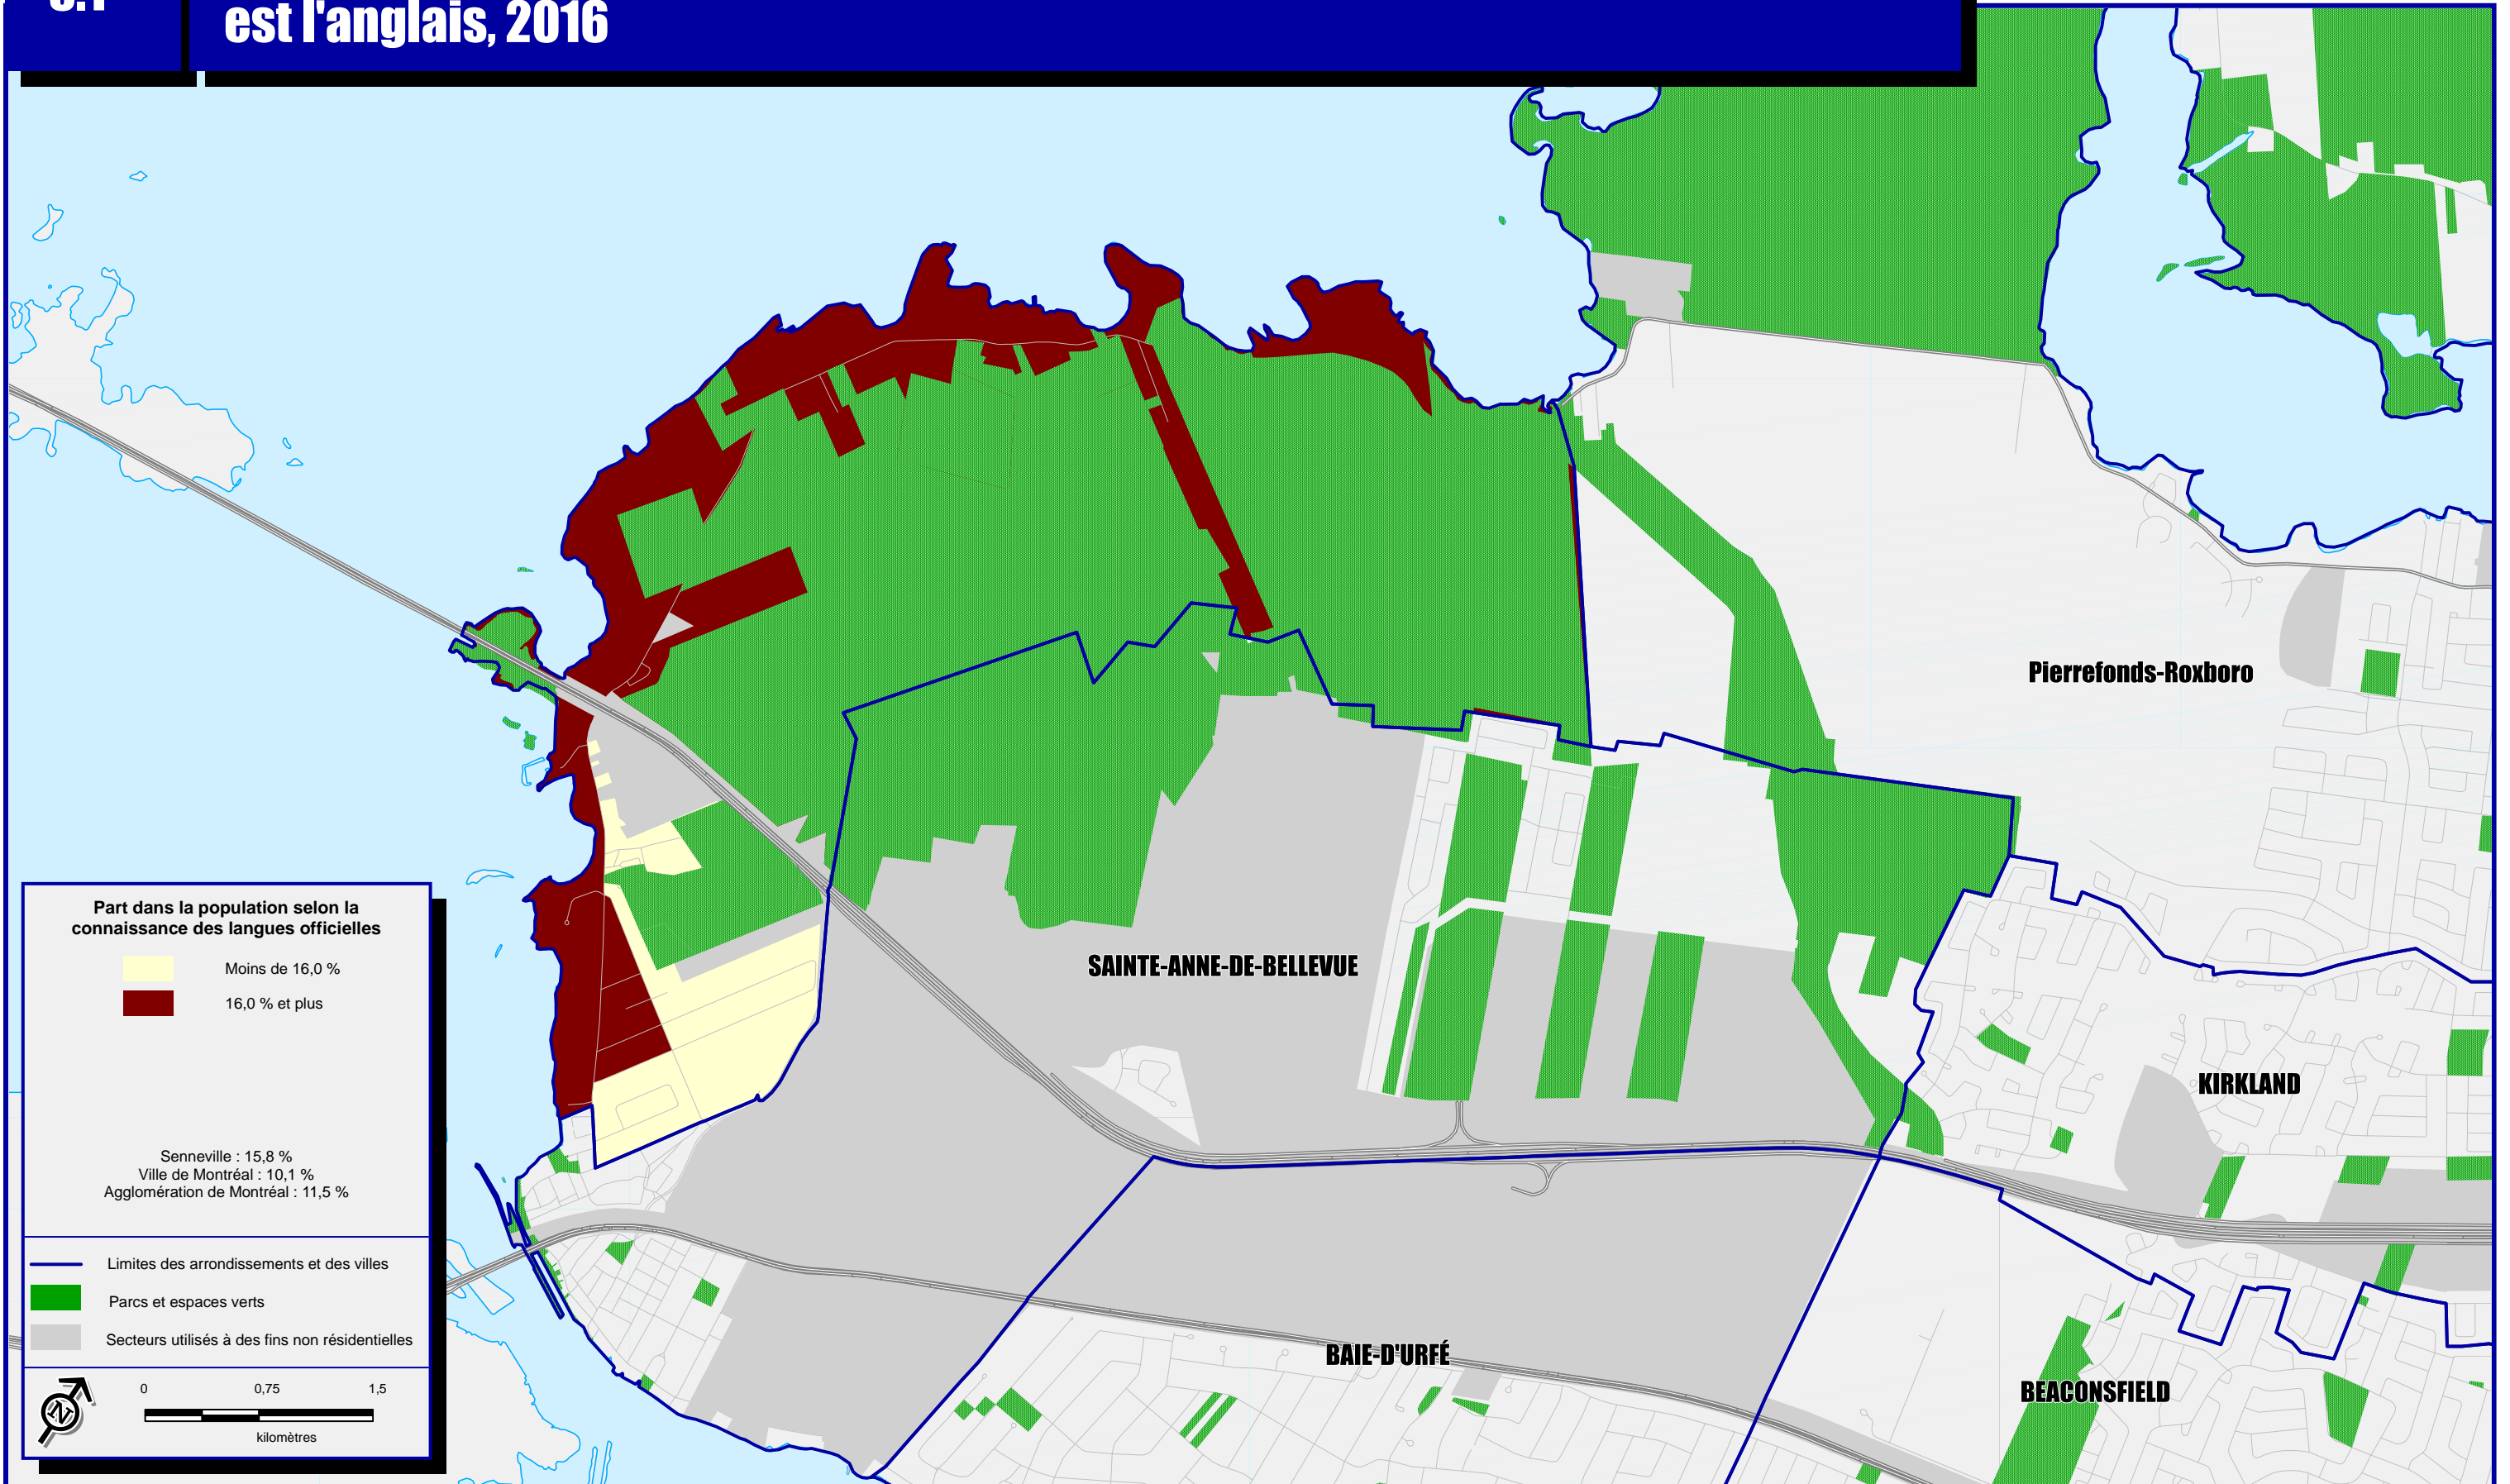 est l'anglais, 2016
Pierrefonds-Roxboro
SAINTE-ANNE-DE-BELLEVUE
KIRKLAND
BAIE-D'URFÉ
BEACONSFIELD
Part dans la population selon la
connaissance des langues officielles
Moins de 16,0 %
16,0 % et plus
Senneville : 15,8 %
Ville de Montréal : 10,1 %
Agglomération de Montréal : 11,5 %
Limites des arrondissements et des villes
Parcs et espaces verts
Secteurs utilisés à des fins non résidentielles
N
0 0,75 1,5
kilomètres